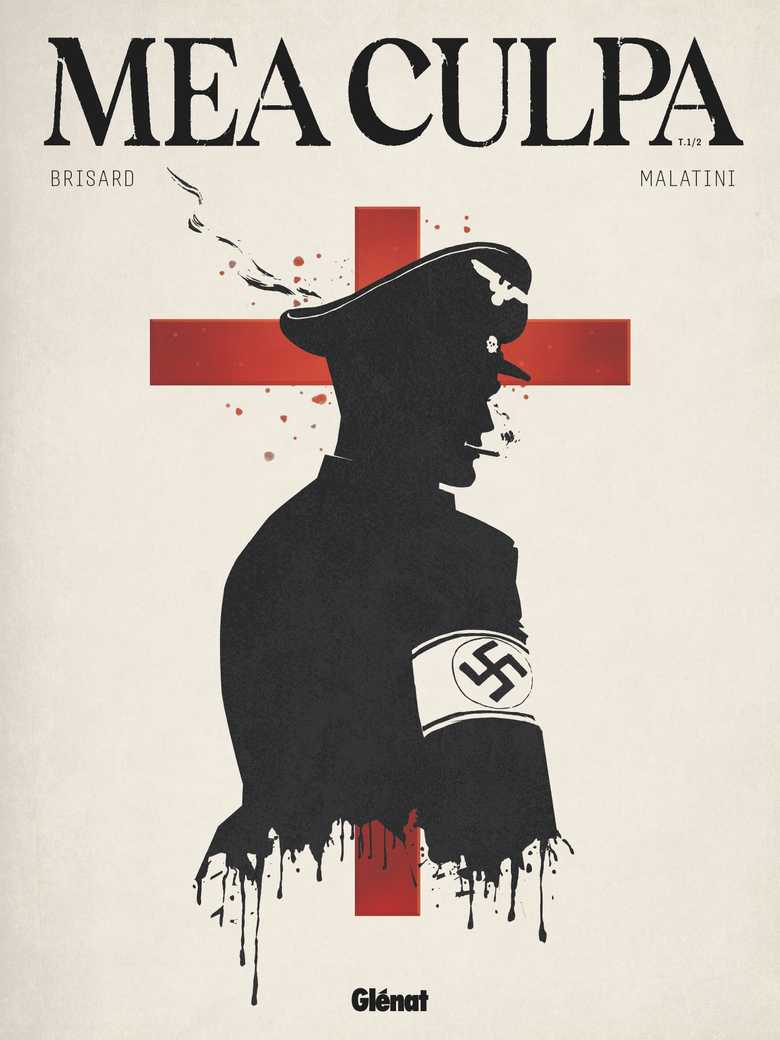 MEA CULPA
T.1/2
BRISARD
MALATINI
Glénat